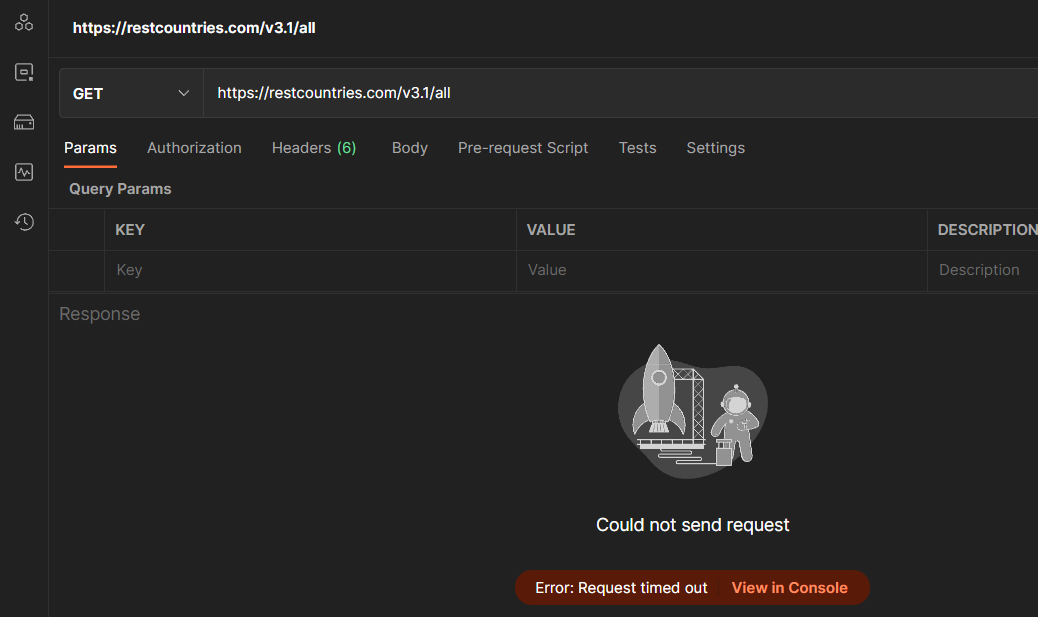 https://restcountries.com/v3.1/all
GET https://restcountries.com/v3.1/all
Params Authorization Headers (6) Body Pre-request Script Tests Settings
Query Params
KEY VALUE DESCRIPTION
Key Value Description
Response
Could not send request
Error: Request timed out View in Console